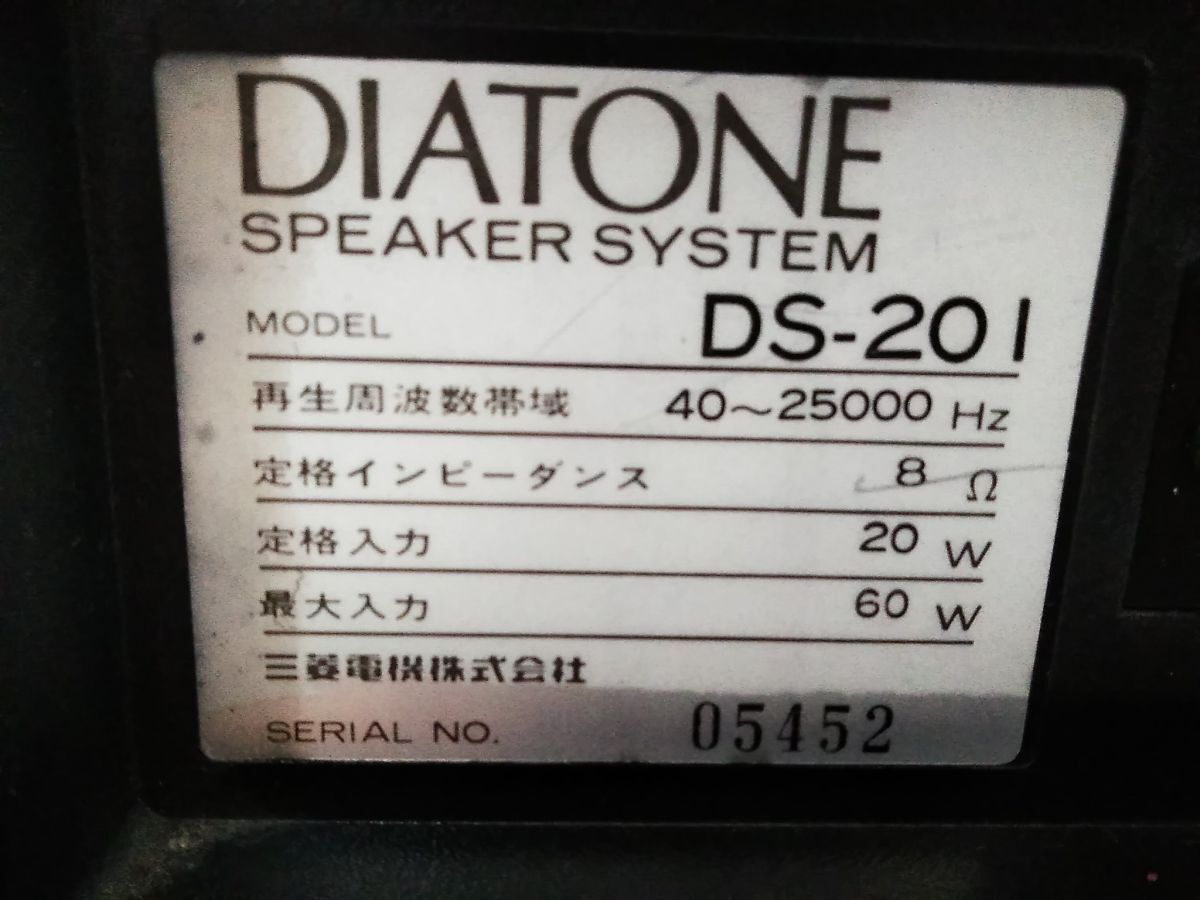 DIATONE
SPEAKER SYSTEM
MODEL DS-201
再生周波数帯域 40～25000 Hz
定格インピーダンス 8 Ω
定格入力 20 W
最大入力 60 W
三菱電機株式会社
SERIAL NO. 05452